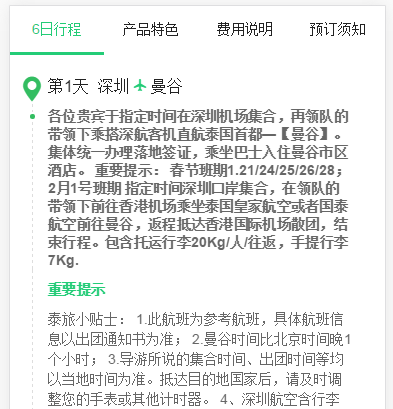 6日行程 产品特色 费用说明 预订须知
第1天 深圳 曼谷
各位贵宾于指定时间在深圳机场集合，再领队的
带领下乘搭深航客机直航泰国首都—【曼谷】。
集体统一办理落地签证，乘坐巴士入住曼谷市区
酒店。 重要提示： 春节班期1.21/24/25/26/28；
2月1号班期 指定时间深圳口岸集合，在领队的
带领下前往香港机场乘坐泰国皇家航空或者国泰
航空前往曼谷，返程抵达香港国际机场散团，结
束行程。包含托运行李20Kg/人/往返，手提行李
7Kg.
重要提示
泰旅小贴士： 1.此航班为参考航班，具体航班信
息以出团通知书为准； 2.曼谷时间比北京时间晚1
个小时； 3.导游所说的集合时间、出团时间等均
以当地时间为准。抵达目的地国家后，请及时调
整您的手表或其他计时器。 4、深圳航空含行李